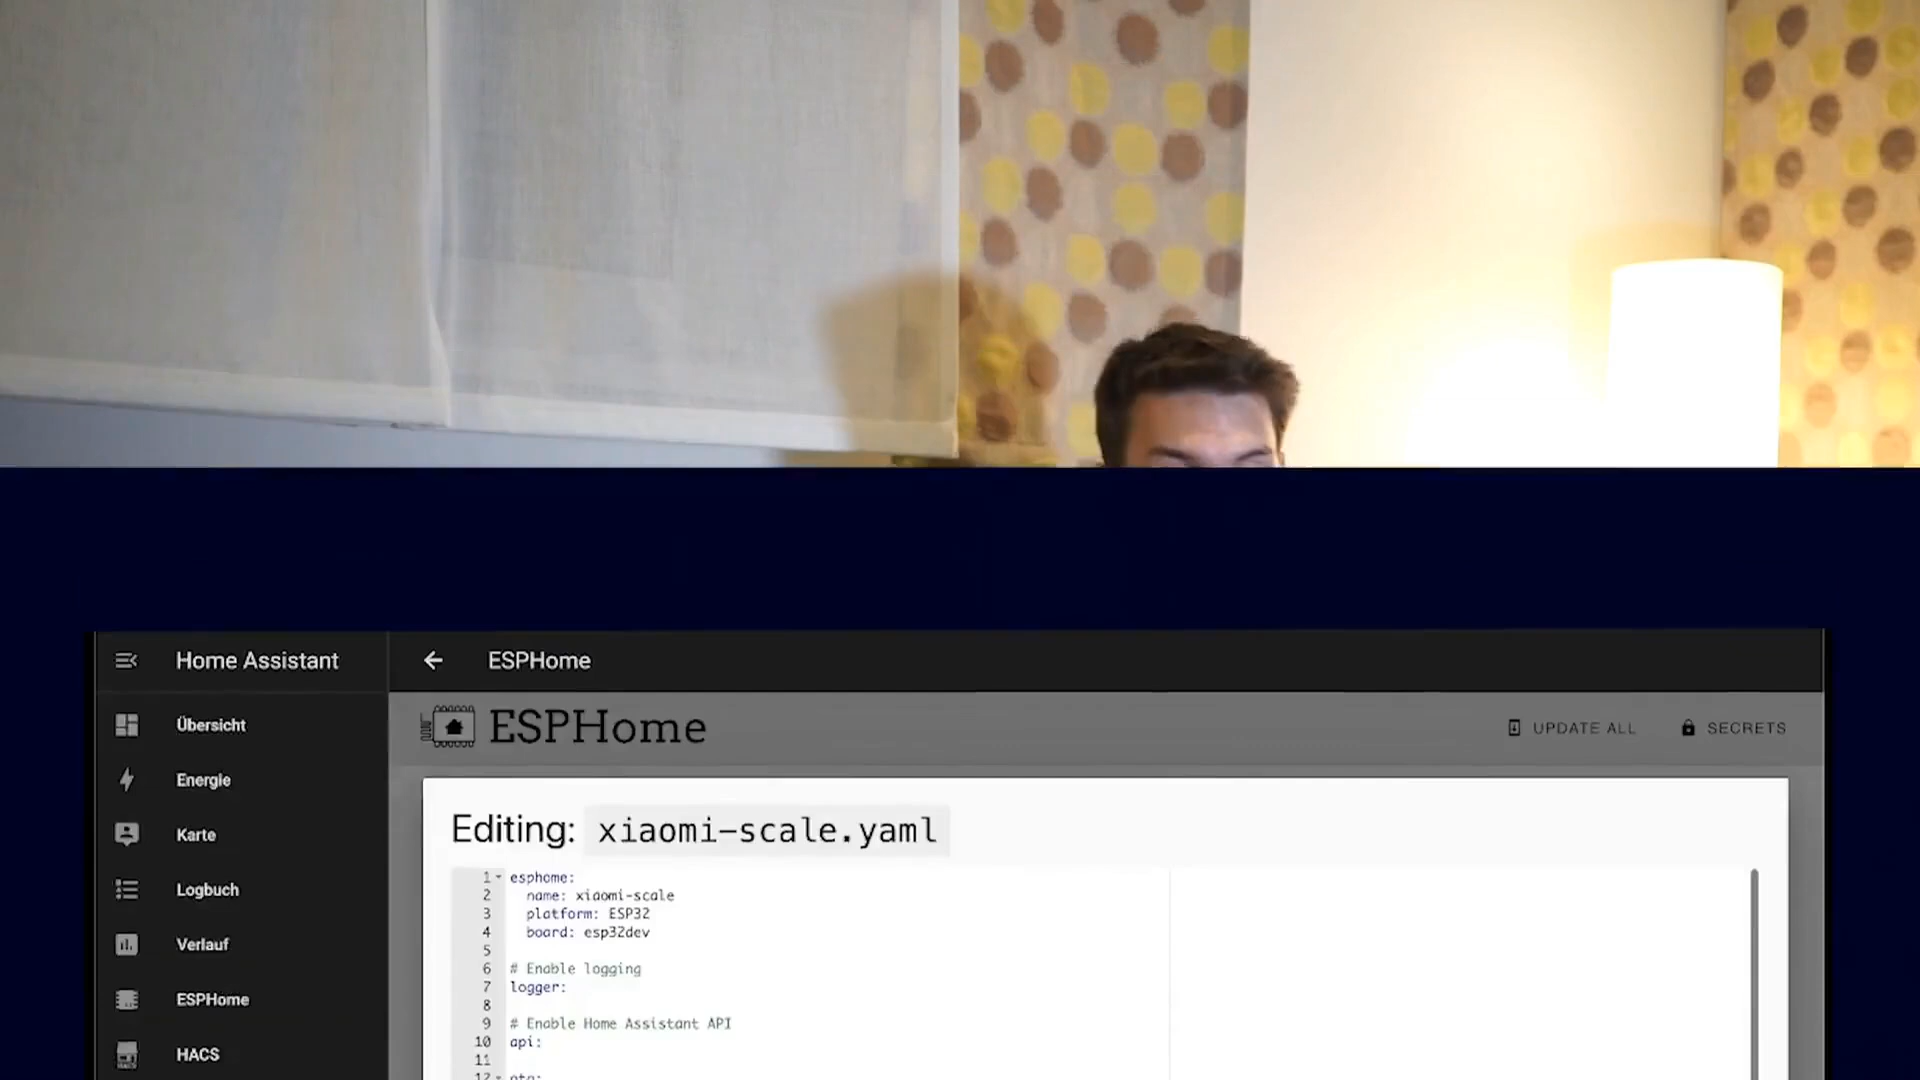 Home Assistant
ESPHome
ESPHome
UPDATE ALL
SECRETS
Übersicht
Energie
Karte
Logbuch
Verlauf
ESPHome
HACS
Editing: xiaomi-scale.yaml
1 esphome:
2 name: xiaomi-scale
3 platform: ESP32
4 board: esp32dev
5
6 # Enable logging
7 logger:
8
9 # Enable Home Assistant API
10 api:
11
12 ota: